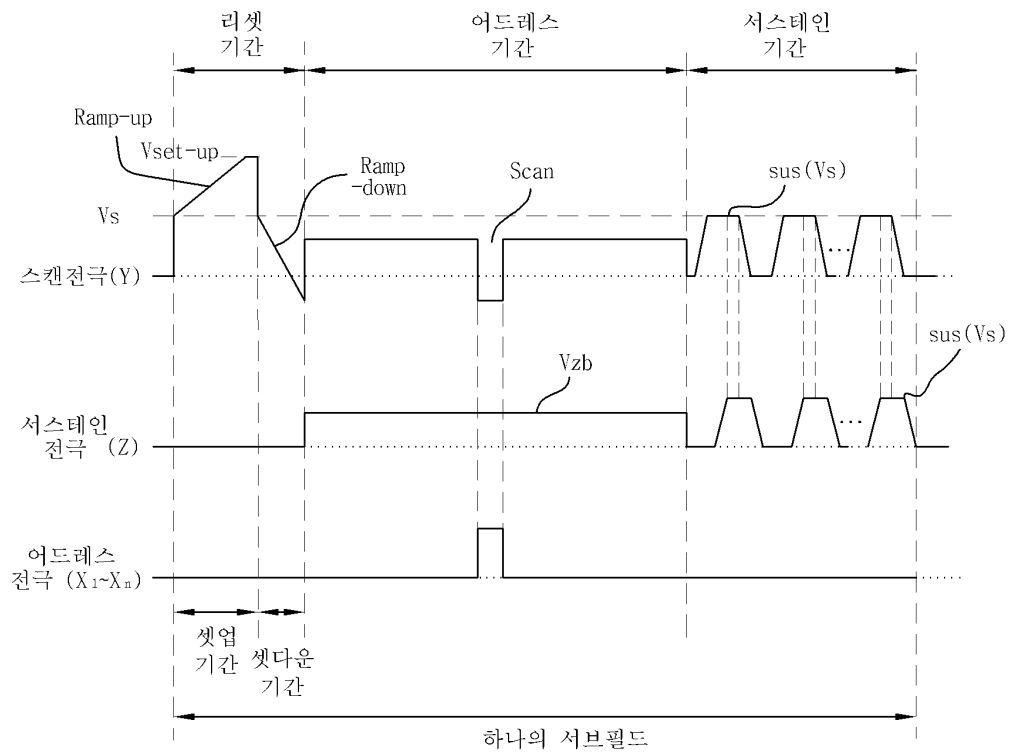 리셋
기간
어드레스
기간
서스테인
기간
Ramp-up
Vset-up
Ramp
-down
Scan
sus(Vs)
Vs
스캔전극(Y)
sus(Vs)
Vzb
서스테인
전극 (Z)
어드레스
전극 (X1~Xn)
셋업
기간
셋다운
기간
하나의 서브필드